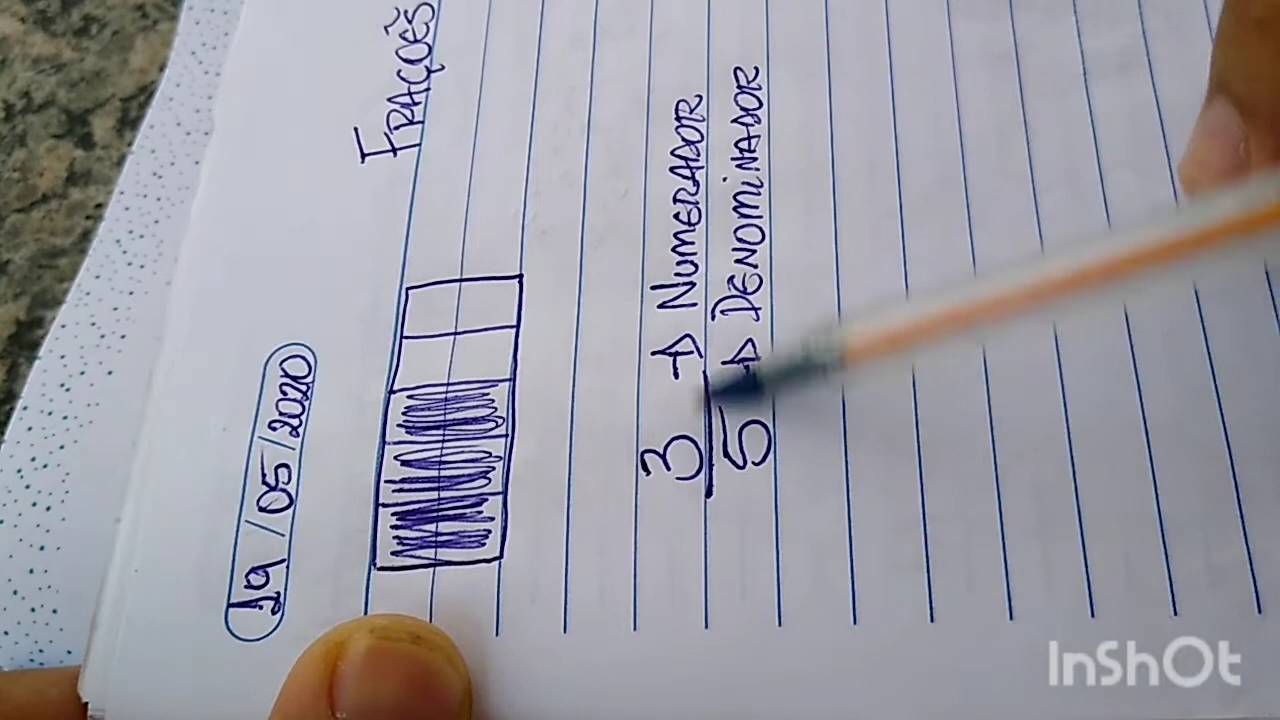 19/05/2020
FRAÇÕES
3 → NUMERADOR
5 → DENOMINADOR
InShOt